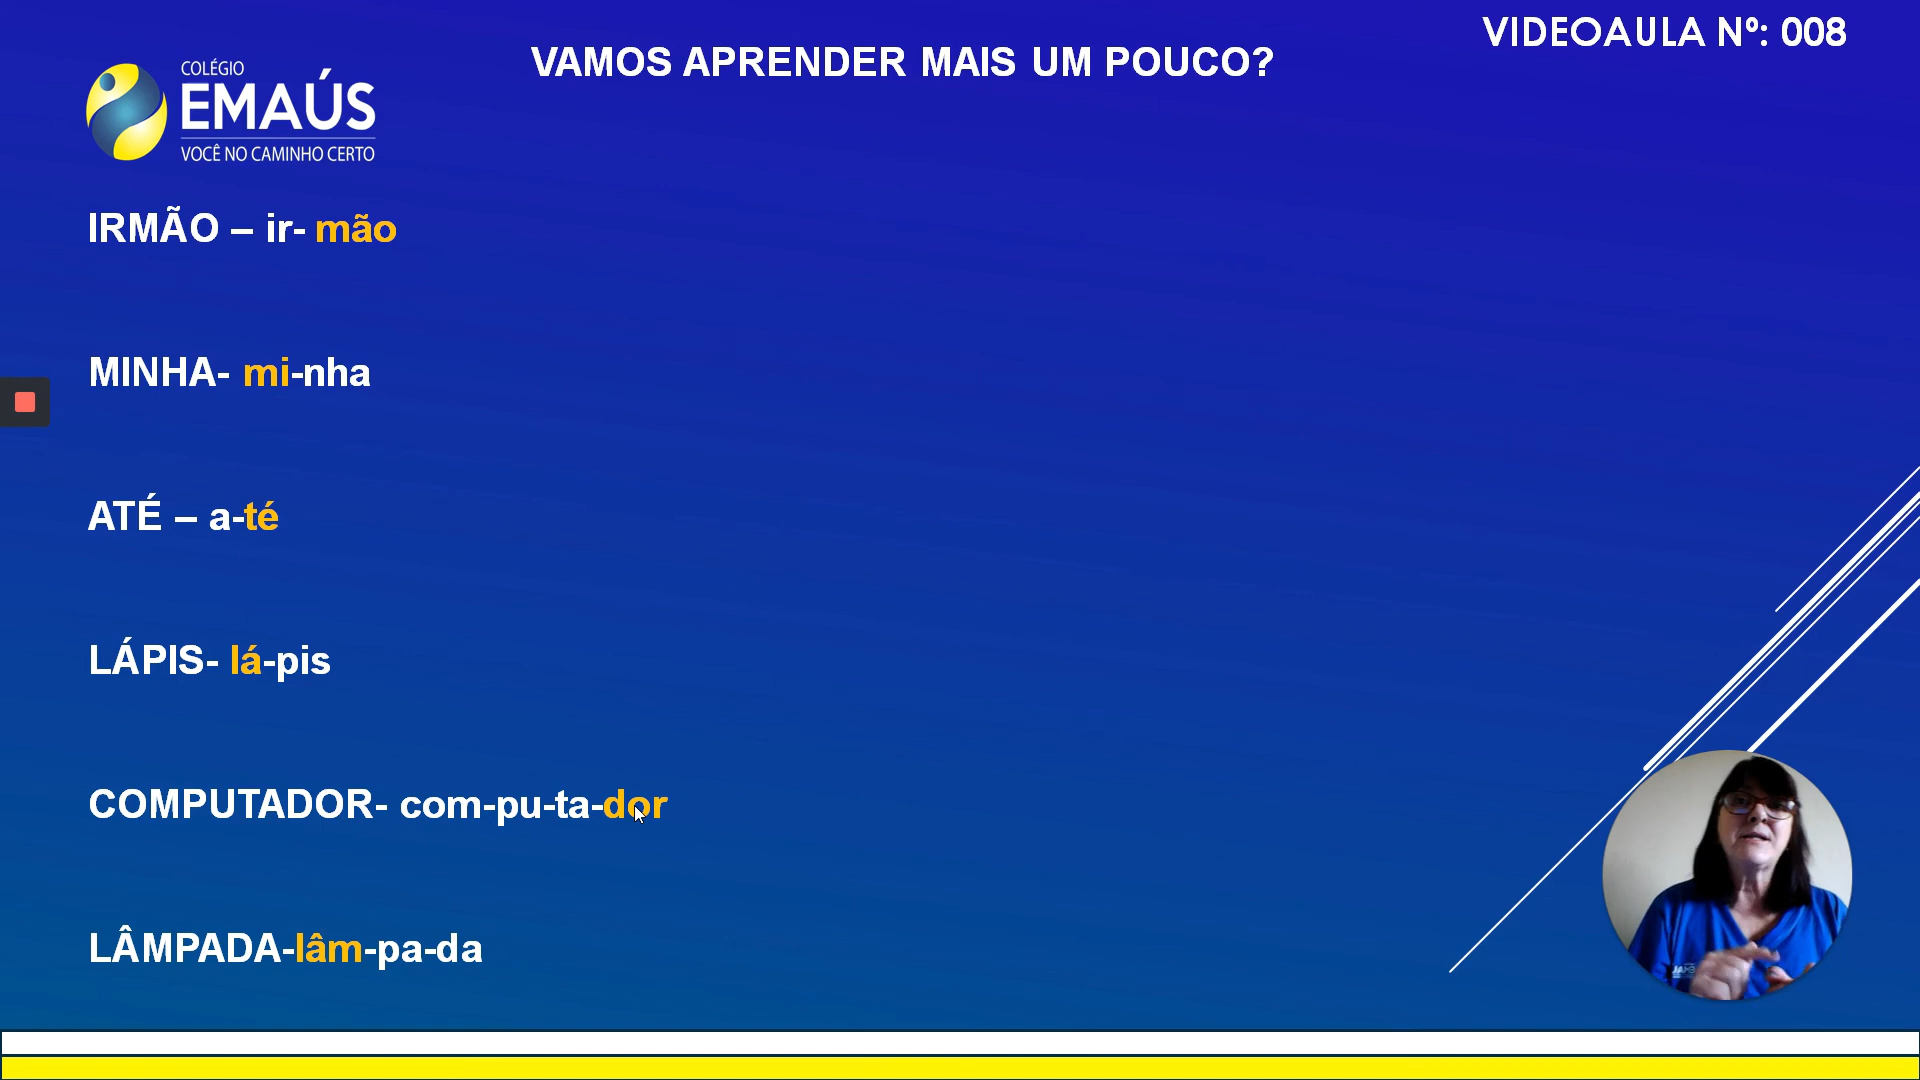 VIDEOAULA Nº: 008
VAMOS APRENDER MAIS UM POUCO?
COLÉGIO
EMAÚS
VOCÊ NO CAMINHO CERTO
IRMÃO – ir- mão
MINHA- mi-nha
ATÉ – a-té
LÁPIS- lá-pis
COMPUTADOR- com-pu-ta-dor
LÂMPADA-lâm-pa-da